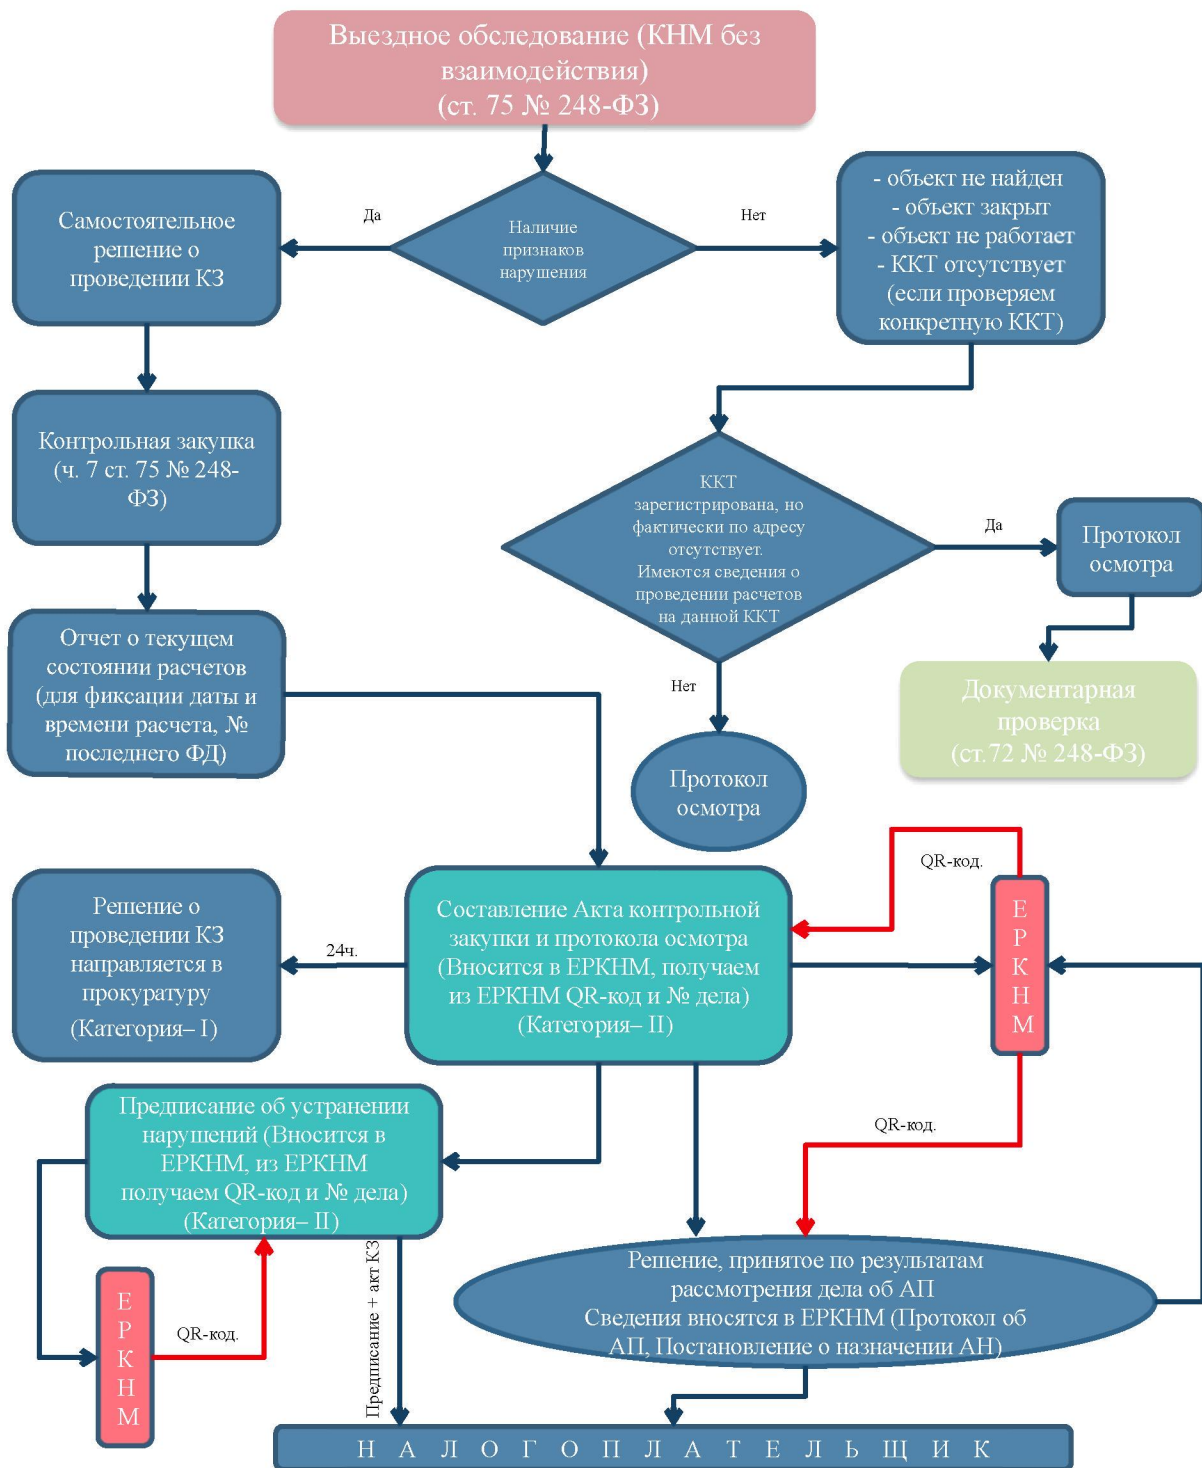 Выездное обследование (КНМ без
взаимодействия)
(ст. 75 № 248-ФЗ)
Самостоятельное
решение о
проведении КЗ
Да
Наличие
признаков
нарушения
Нет
- объект не найден
- объект закрыт
- объект не работает
- ККТ отсутствует
(если проверяем
конкретную ККТ)
Контрольная закупка
(ч. 7 ст. 75 № 248-
ФЗ)
ККТ
зарегистрирована, но
фактически по адресу
отсутствует.
Имеются сведения о
проведении расчетов
на данной ККТ
Да
Протокол
осмотра
Отчет о текущем
состоянии расчетов
(для фиксации даты и
времени расчета, №
последнего ФД)
Нет
Документарная
проверка
(ст.72 № 248-ФЗ)
Протокол
осмотра
Решение о
проведении КЗ
направляется в
прокуратуру
(Категория– I)
24ч.
Составление Акта контрольной
закупки и протокола осмотра
(Вносится в ЕРКНМ, получаем
из ЕРКНМ QR-код и № дела)
(Категория– II)
QR-код.
ЕРКНМ
QR-код.
Предписание об устранении
нарушений (Вносится в
ЕРКНМ, из ЕРКНМ
получаем QR-код и № дела)
(Категория– II)
ЕРКНМ
QR-код.
Предписание + акт КЗ
Решение, принятое по результатам
рассмотрения дела об АП
Сведения вносятся в ЕРКНМ (Протокол об
АП, Постановление о назначении АН)
Н А Л О Г О П Л А Т Е Л Ь Щ И К